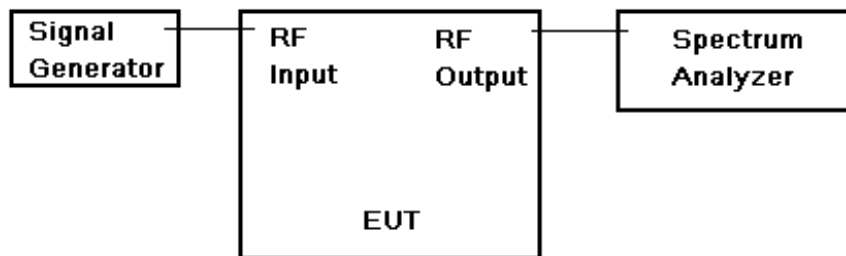 Signal
Generator
RF
Input
RF
Output
EUT
Spectrum
Analyzer